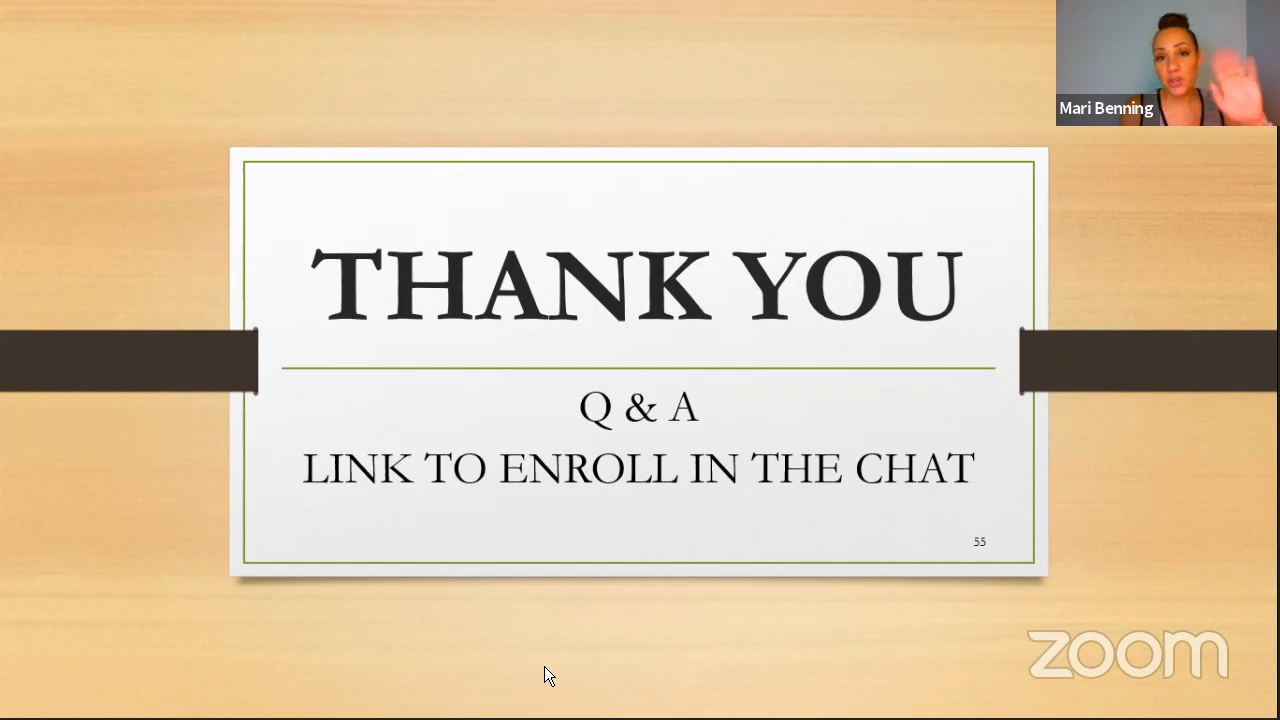 Mari Benning
THANK YOU
Q & A
LINK TO ENROLL IN THE CHAT
55
zoom